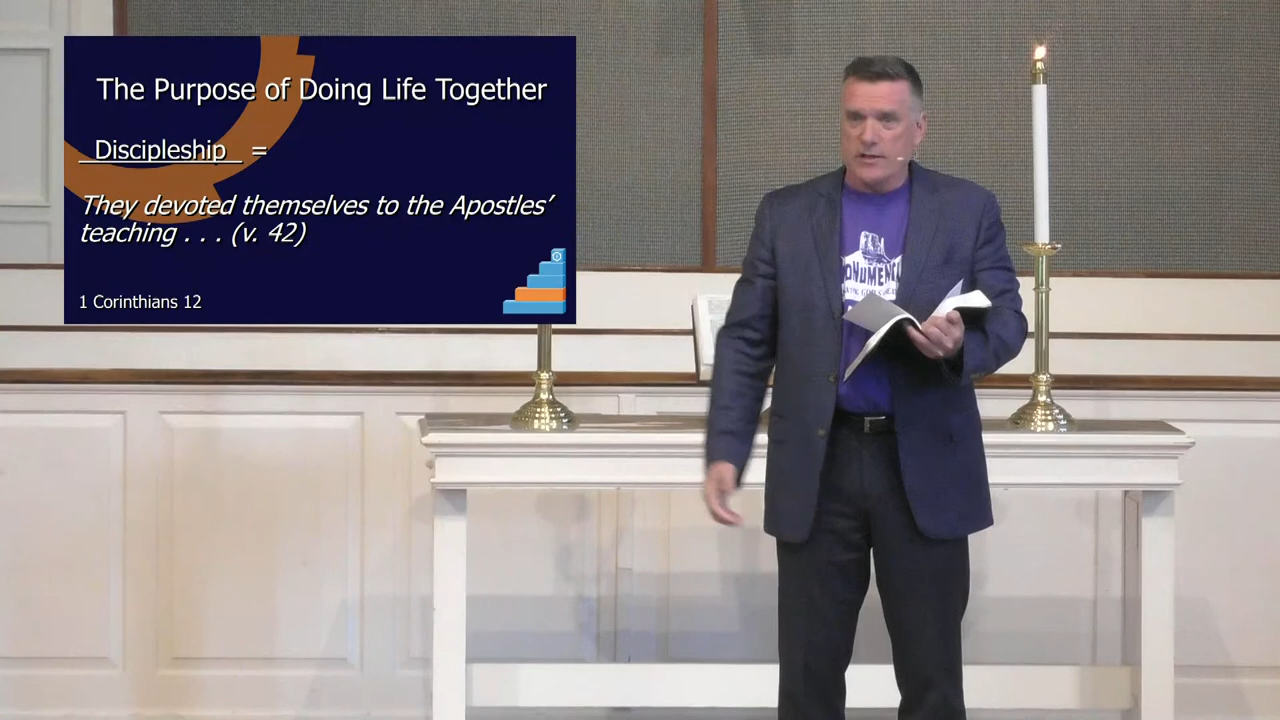 The Purpose of Doing Life Together
Discipleship =
They devoted themselves to the Apostles’
teaching . . . (v. 42)
1 Corinthians 12